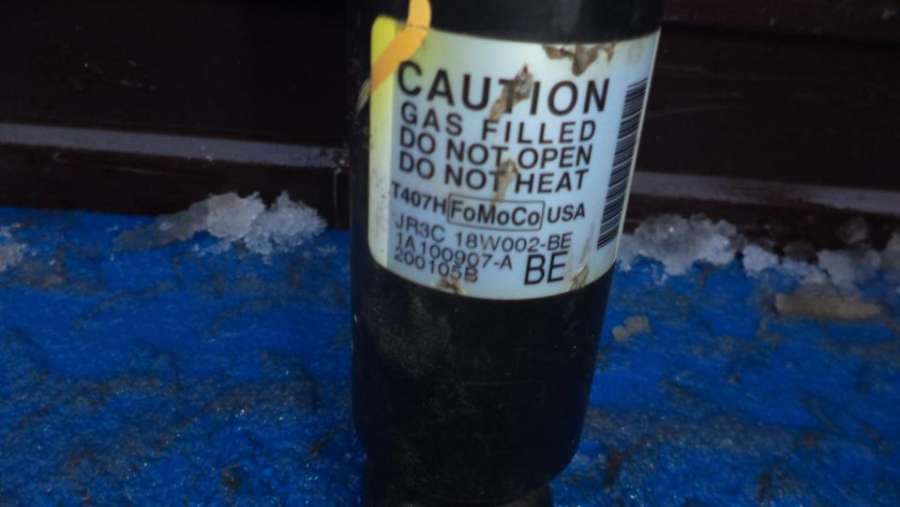 CAUTION
GAS FILLED
DO NOT OPEN
DO NOT HEAT
T407H FoMoCo USA
JR3C 18W002-BE
1A100907-A BE
200105B